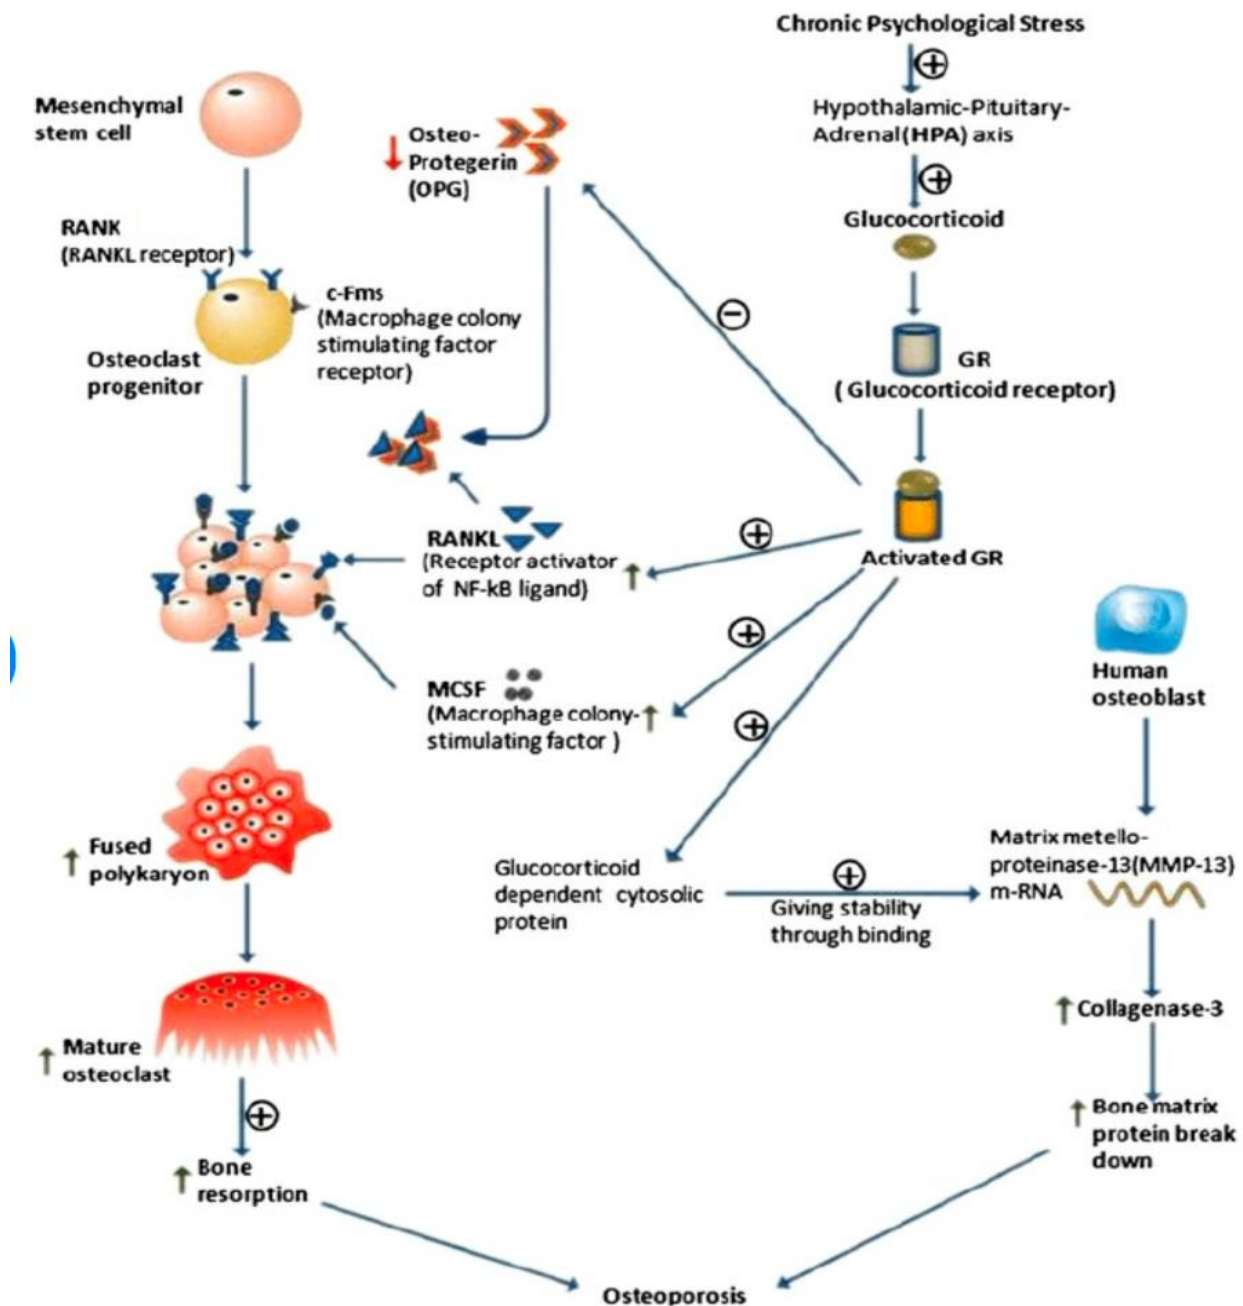 Chronic Psychological Stress
Hypothalamic-Pituitary-
Adrenal(HPA) axis
Glucocorticoid
GR
( Glucocorticoid receptor)
Activated GR
Mesenchymal
stem cell
RANK
(RANKL receptor)
Osteoclast
progenitor
c-Fms
(Macrophage colony
stimulating factor
receptor)
Osteo-
Protegerin
(OPG)
RANKL
(Receptor activator
of NF-kB ligand)
MCSF
(Macrophage colony-
stimulating factor )
Fused
polykaryon
Mature
osteoclast
Bone
resorption
Glucocorticoid
dependent cytosolic
protein
Giving stability
through binding
Human
osteoblast
Matrix metello-
proteinase-13(MMP-13)
m-RNA
Collagenase-3
Bone matrix
protein break
down
Osteoporosis